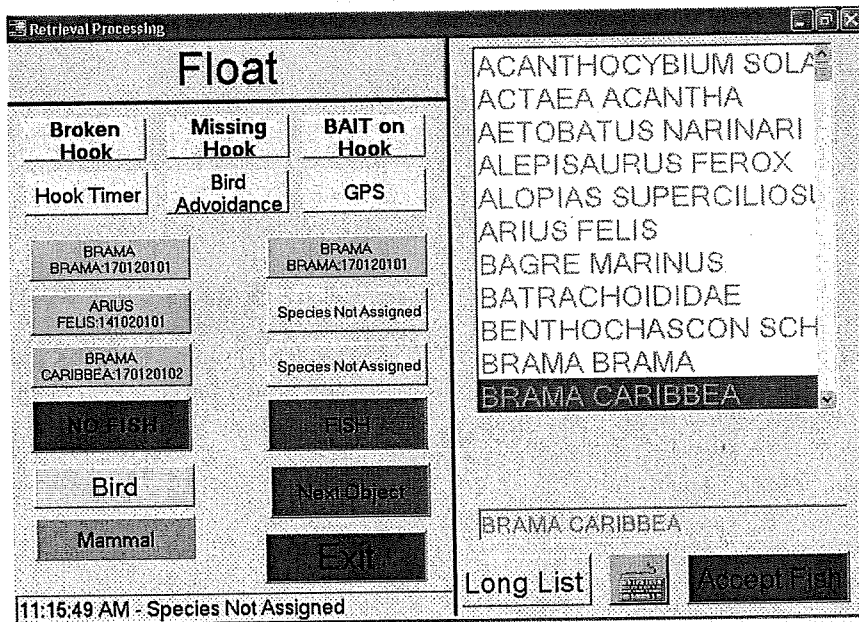 Retrieval Processing
Float
Broken
Hook
Missing
Hook
BAIT on
Hook
Hook Timer
Bird
Advoidance
GPS
BRAMA
BRAMA:170120101
BRAMA
BRAMA:170120101
ARIUS
FELIS:141020101
Species Not Assigned
BRAMA
CARIBBEA:170120102
Species Not Assigned
NO FISH
FISH
Bird
Next Object
Mammal
Exit
11:15:49 AM - Species Not Assigned
ACANTHOCYBIUM SOLA
ACTAEA ACANTHA
AETOBATUS NARINARI
ALEPISAURUS FEROX
ALOPIAS SUPERCILIOSU
ARIUS FELIS
BAGRE MARINUS
BATRACHOIDIDAE
BENTHOCHASCON SCH
BRAMA BRAMA
BRAMA CARIBBEA
BRAMA CARIBBEA
Long List
Accept Fish